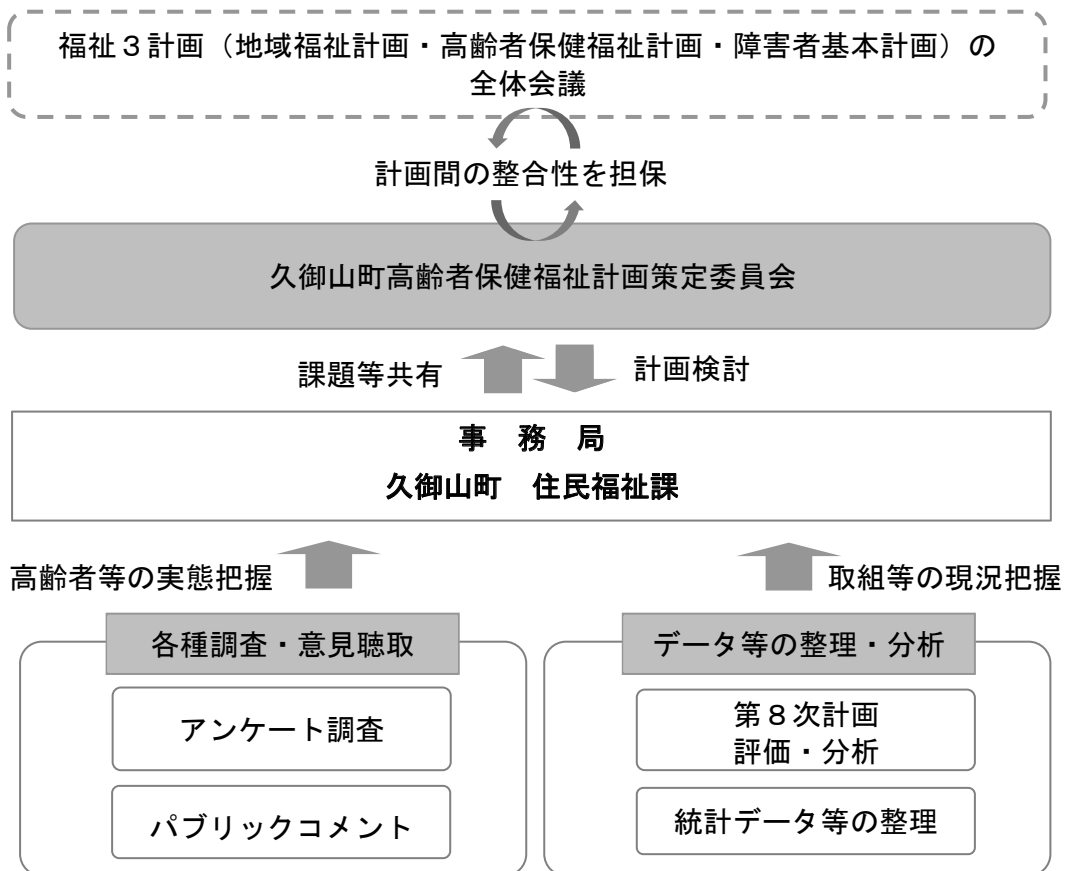 福祉３計画（地域福祉計画・高齢者保健福祉計画・障害者基本計画）の
全体会議
計画間の整合性を担保
久御山町高齢者保健福祉計画策定委員会
課題等共有
計画検討
事　務　局
久御山町　住民福祉課
高齢者等の実態把握
取組等の現況把握
各種調査・意見聴取
アンケート調査
パブリックコメント
データ等の整理・分析
第８次計画
評価・分析
統計データ等の整理